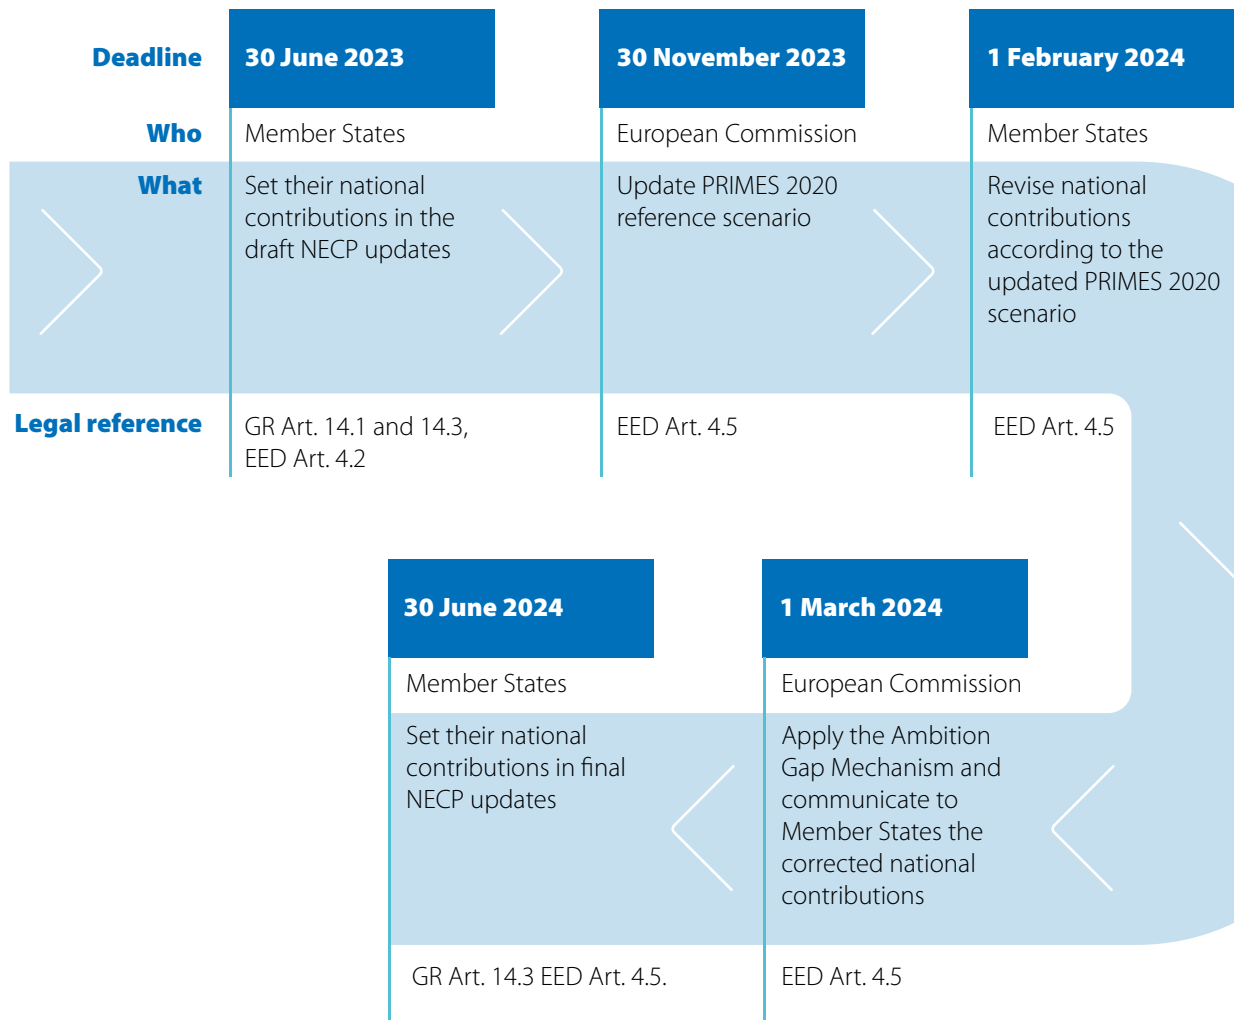 Deadline
30 June 2023
30 November 2023
1 February 2024
Who
Member States
European Commission
Member States
What
Set their national
contributions in the
draft NECP updates
Update PRIMES 2020
reference scenario
Revise national
contributions
according to the
updated PRIMES 2020
scenario
Legal reference
GR Art. 14.1 and 14.3,
EED Art. 4.2
EED Art. 4.5
EED Art. 4.5
30 June 2024
1 March 2024
Member States
European Commission
Set their national
contributions in final
NECP updates
Apply the Ambition
Gap Mechanism and
communicate to
Member States the
corrected national
contributions
GR Art. 14.3 EED Art. 4.5.
EED Art. 4.5